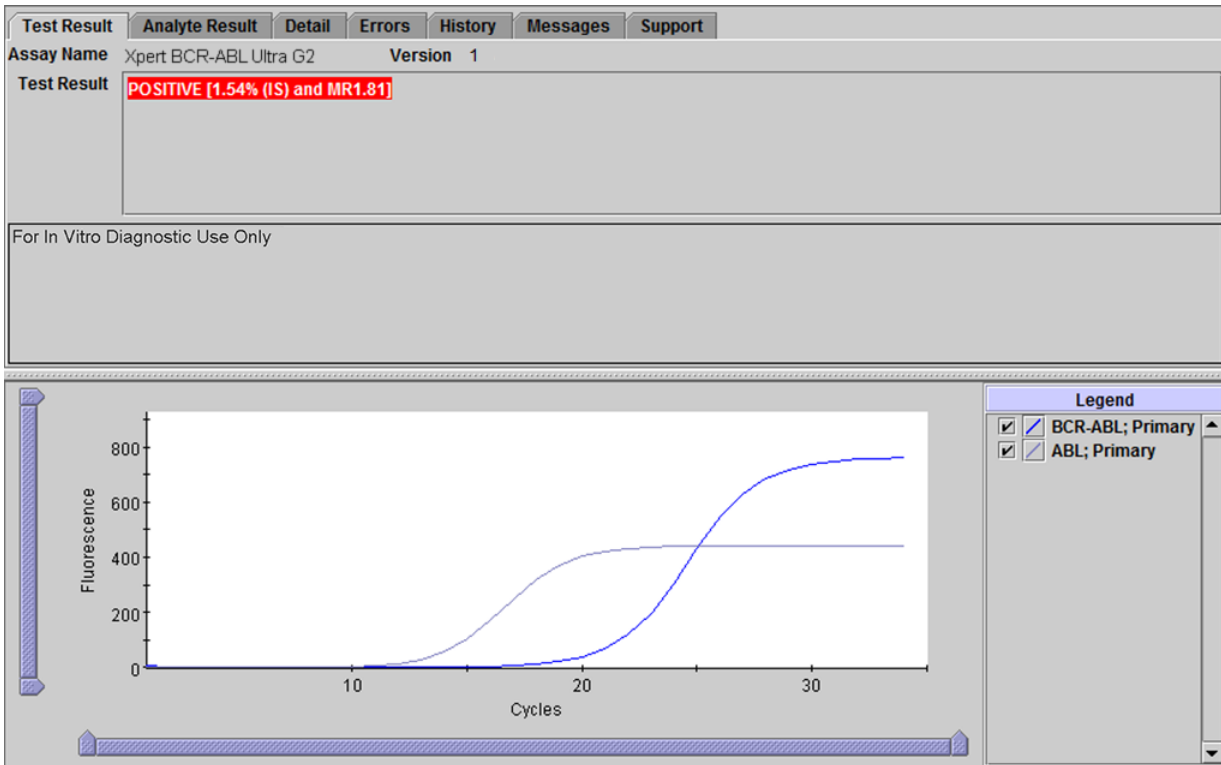 Test Result Analyte Result Detail Errors History Messages Support
Assay Name Xpert BCR-ABL Ultra G2 Version 1
Test Result POSITIVE [1.54% (IS) and MR1.81]
For In Vitro Diagnostic Use Only
Legend
BCR-ABL; Primary
ABL; Primary
800
600
400
200
0
Fluorescence
10 20 30
Cycles